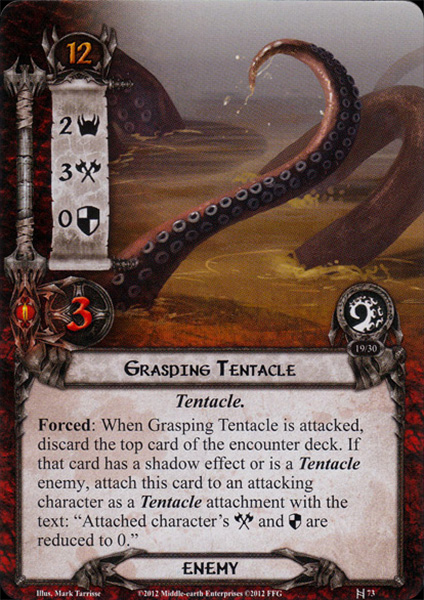 12
2
3
0
3
19/30
GRASPING TENTACLE
Tentacle.
Forced: When Grasping Tentacle is attacked,
discard the top card of the encounter deck. If
that card has a shadow effect or is a Tentacle
enemy, attach this card to an attacking
character as a Tentacle attachment with the
text: “Attached character’s and are
reduced to 0.”
ENEMY
Illus. Mark Tarrisse ©2012 Middle-earth Enterprises ©2012 FFG 73